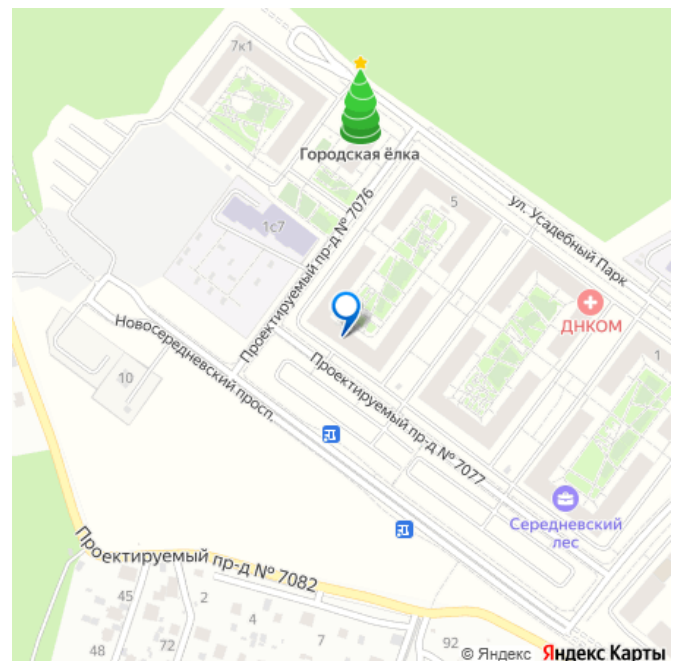 7к1
Городская ёлка
Проектируемый пр-д № 7076
5
ул. Усадебный Парк
1с7
ДНКОМ
1
Новосередневский просп.
10
Проектируемый пр-д № 7077
Середневский
лес
Проектируемый пр-д № 7082
45
2
4
7
48
72
92
© Яндекс Яндекс Карты